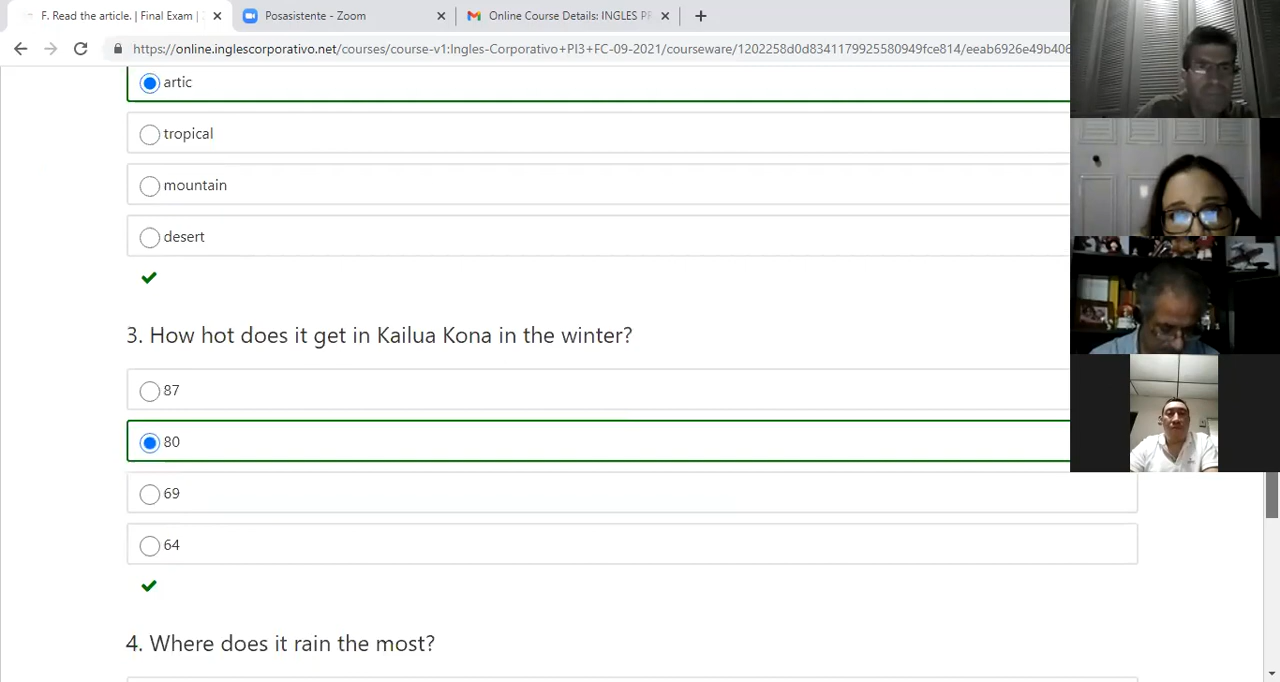 F. Read the article. | Final Exam |
Posasistente - Zoom
Online Course Details: INGLES PF
https://online.inglescorporativo.net/courses/course-v1:Ingles-Corporativo+PI3+FC-09-2021/courseware/1202258d0d8341179925580949fce814/eeab6926e49b406
artic
tropical
mountain
desert
3. How hot does it get in Kailua Kona in the winter?
87
80
69
64
4. Where does it rain the most?